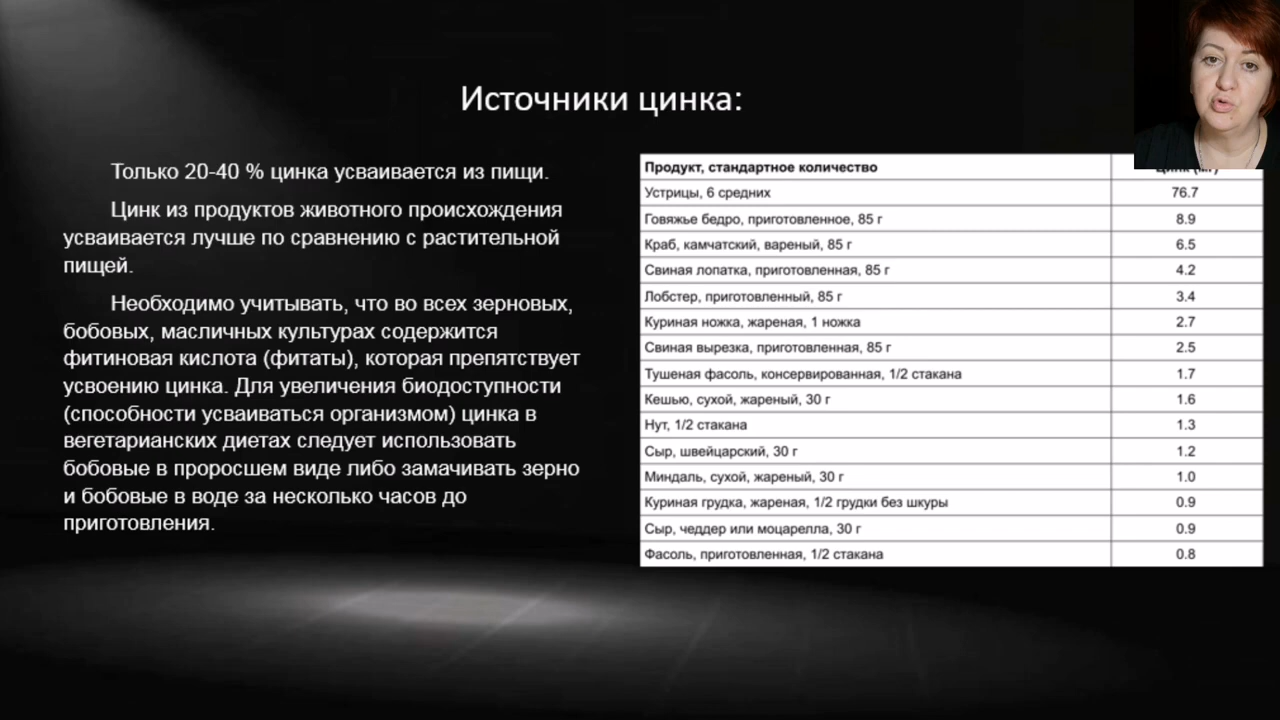 Источники цинка:
Только 20-40 % цинка усваивается из пищи.
Цинк из продуктов животного происхождения
усваивается лучше по сравнению с растительной
пищей.
Необходимо учитывать, что во всех зерновых,
бобовых, масличных культурах содержится
фитиновая кислота (фитаты), которая препятствует
усвоению цинка. Для увеличения биодоступности
(способности усваиваться организмом) цинка в
вегетарианских диетах следует использовать
бобовые в проросшем виде либо замачивать зерно
и бобовые в воде за несколько часов до
приготовления.
Продукт, стандартное количество
Устрицы, 6 средних 76.7
Говяжье бедро, приготовленное, 85 г 8.9
Краб, камчатский, вареный, 85 г 6.5
Свиная лопатка, приготовленная, 85 г 4.2
Лобстер, приготовленный, 85 г 3.4
Куриная ножка, жареная, 1 ножка 2.7
Свиная вырезка, приготовленная, 85 г 2.5
Тушеная фасоль, консервированная, 1/2 стакана 1.7
Кешью, сухой, жареный, 30 г 1.6
Нут, 1/2 стакана 1.3
Сыр, швейцарский, 30 г 1.2
Миндаль, сухой, жареный, 30 г 1.0
Куриная грудка, жареная, 1/2 грудки без шкуры 0.9
Сыр, чеддер или моцарелла, 30 г 0.9
Фасоль, приготовленная, 1/2 стакана 0.8